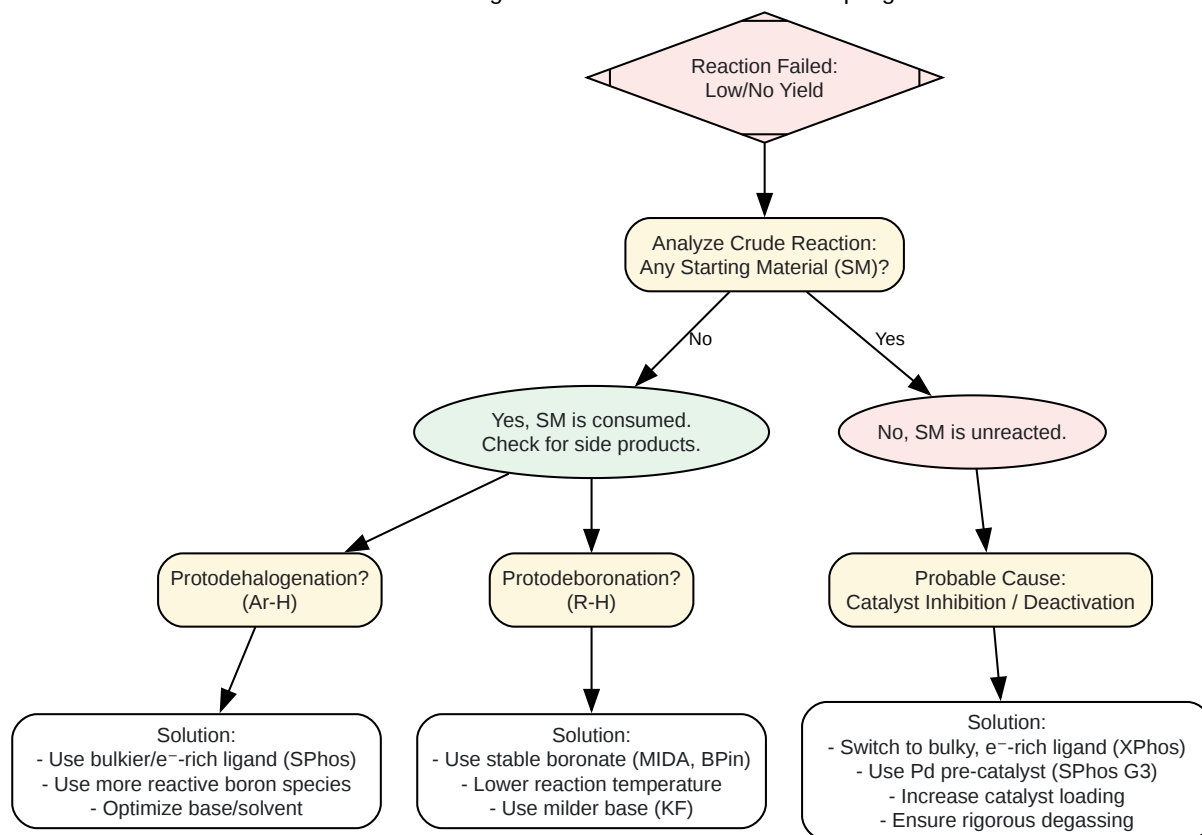 Reaction Failed:
Low/No Yield
Analyze Crude Reaction:
Any Starting Material (SM)?
No
Yes
Yes, SM is consumed.
Check for side products.
No, SM is unreacted.
Protodehalogenation?
(Ar-H)
Protodeboronation?
(R-H)
Probable Cause:
Catalyst Inhibition / Deactivation
Solution:
- Use bulkier/e⁻-rich ligand (SPhos)
- Use more reactive boron species
- Optimize base/solvent
Solution:
- Use stable boronate (MIDA, BPin)
- Lower reaction temperature
- Use milder base (KF)
Solution:
- Switch to bulky, e⁻-rich ligand (XPhos)
- Use Pd pre-catalyst (SPhos G3)
- Increase catalyst loading
- Ensure rigorous degassing